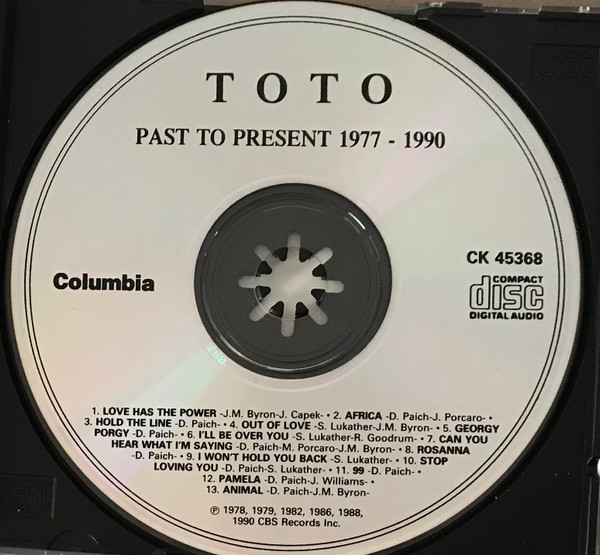 TOTO
PAST TO PRESENT 1977 - 1990
Columbia
CK 45368
COMPACT
disc
DIGITAL AUDIO
1. LOVE HAS THE POWER -J.M. Byron-J. Capek- • 2. AFRICA -D. Paich-J. Porcaro- •
3. HOLD THE LINE -D. Paich- • 4. OUT OF LOVE -S. Lukather-J.M. Byron- • 5. GEORGY
PORGY -D. Paich- • 6. I'LL BE OVER YOU -S. Lukather-R. Goodrum- • 7. CAN YOU
HEAR WHAT I'M SAYING -D. Paich-M. Porcaro-J.M. Byron- • 8. ROSANNA
-D. Paich- • 9. I WON'T HOLD YOU BACK -S. Lukather- • 10. STOP
LOVING YOU -D. Paich-S. Lukather- • 11. 99 -D. Paich- •
12. PAMELA -D. Paich-J. Williams- •
13. ANIMAL -D. Paich-J.M. Byron-
℗ 1978, 1979, 1982, 1986, 1988,
1990 CBS Records Inc.